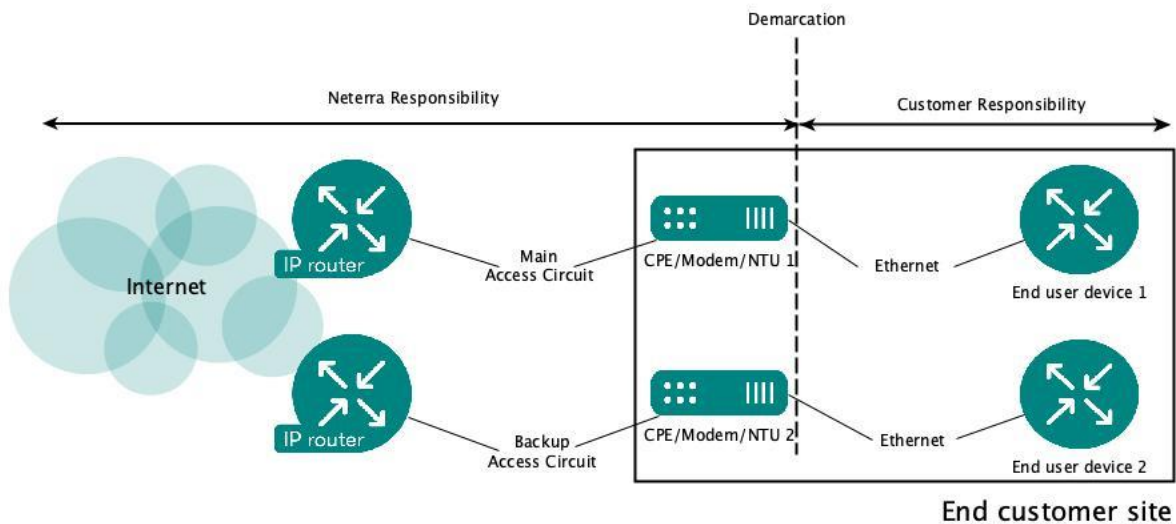 Demarcation
Neterra Responsibility
Customer Responsibility
Internet
IP router
Main
Access Circuit
CPE/Modem/NTU 1
Ethernet
End user device 1
IP router
Backup
Access Circuit
CPE/Modem/NTU 2
Ethernet
End user device 2
End customer site